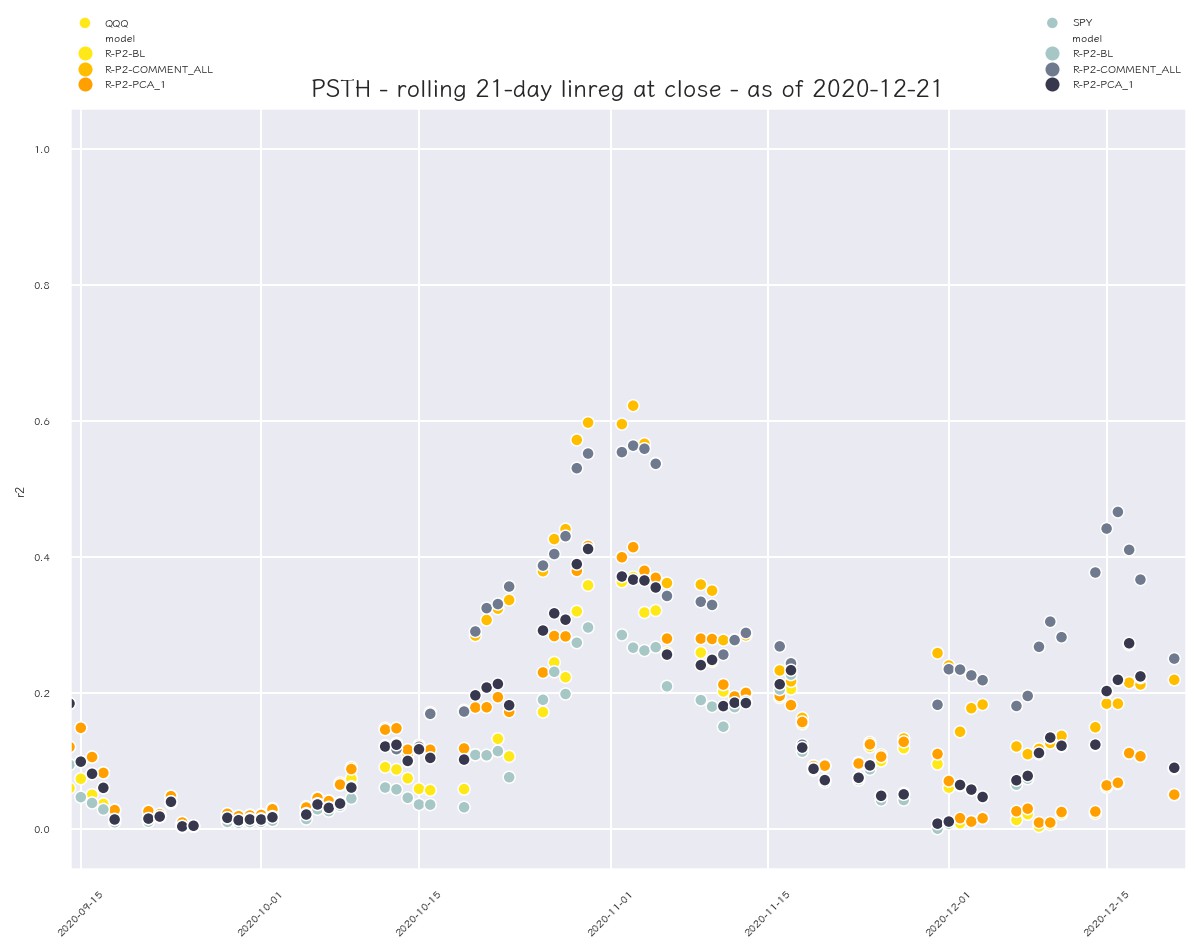 QQQ
model
R-P2-BL
R-P2-COMMENT_ALL
R-P2-PCA_1
SPY
model
R-P2-BL
R-P2-COMMENT_ALL
R-P2-PCA_1
PSTH - rolling 21-day linreg at close - as of 2020-12-21
1.0
0.8
0.6
0.4
0.2
0.0
r2
2020-09-15
2020-10-01
2020-10-15
2020-11-01
2020-11-15
2020-12-01
2020-12-15